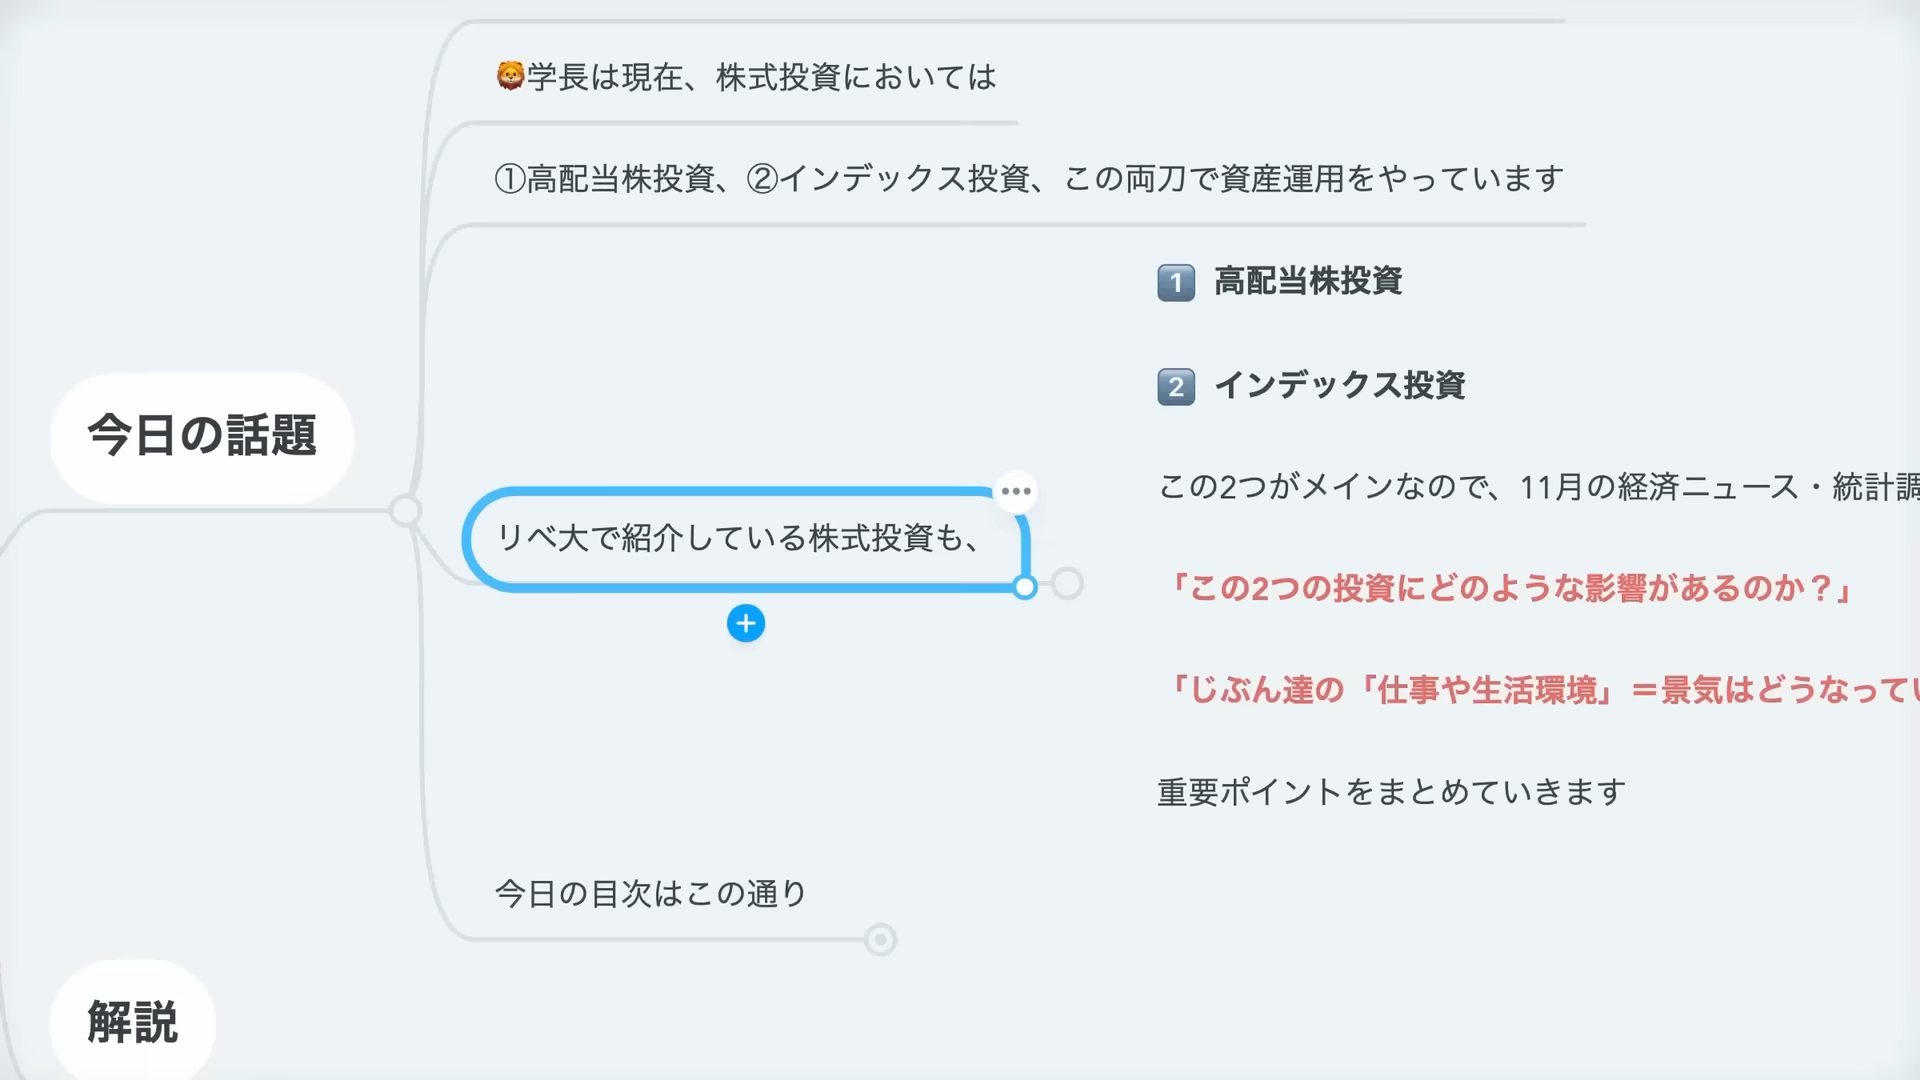 🦁学長は現在、株式投資においては
①高配当株投資、②インデックス投資、この両刀で資産運用をやっています
今日の話題
リベ大で紹介している株式投資も、
1 高配当株投資
2 インデックス投資
この2つがメインなので、11月の経済ニュース・統計調
「この2つの投資にどのような影響があるのか？」
「じぶん達の「仕事や生活環境」＝景気はどうなって
重要ポイントをまとめていきます
今日の目次はこの通り
解説